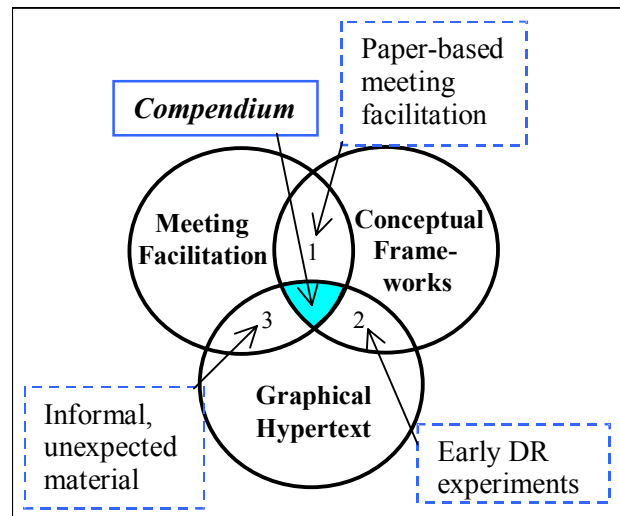 Paper-based
meeting
facilitation
Compendium
Meeting
Facilitation
1
Conceptual
Frame-
works
3
2
Graphical
Hypertext
Informal,
unexpected
material
Early DR
experiments